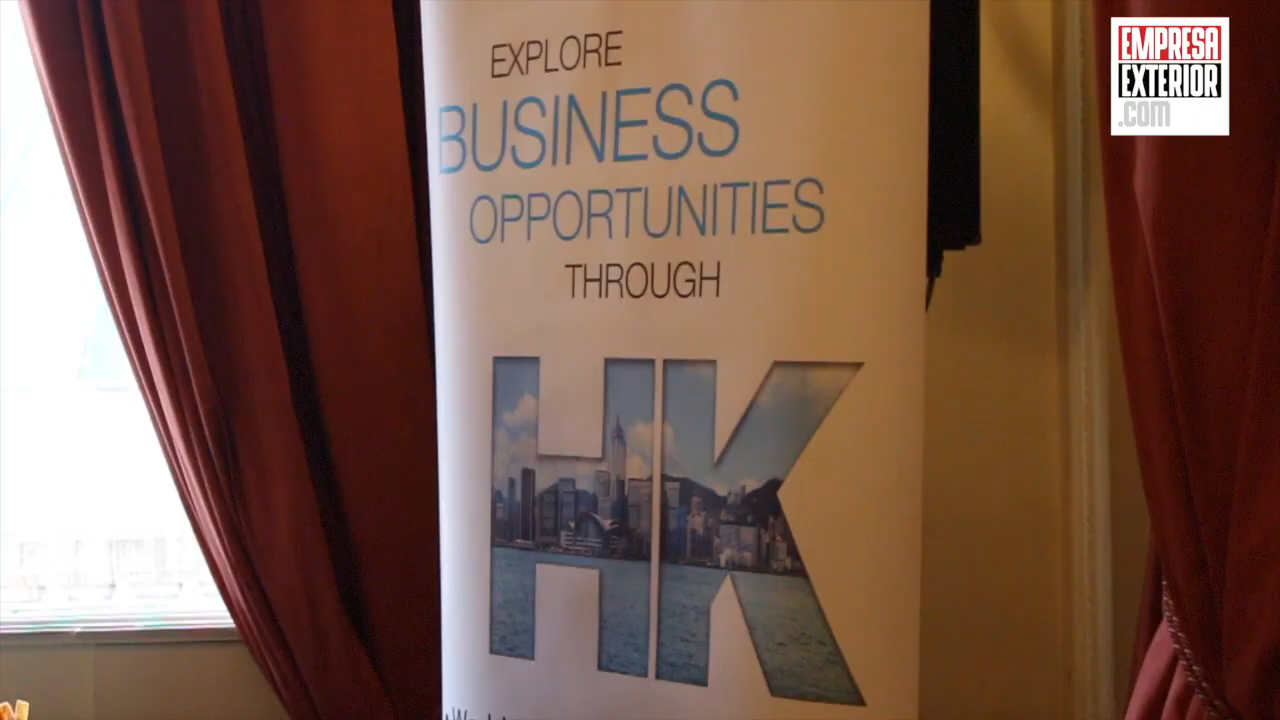 EXPLORE
BUSINESS
OPPORTUNITIES
THROUGH
HK
EMPRESA
EXTERIOR
.com